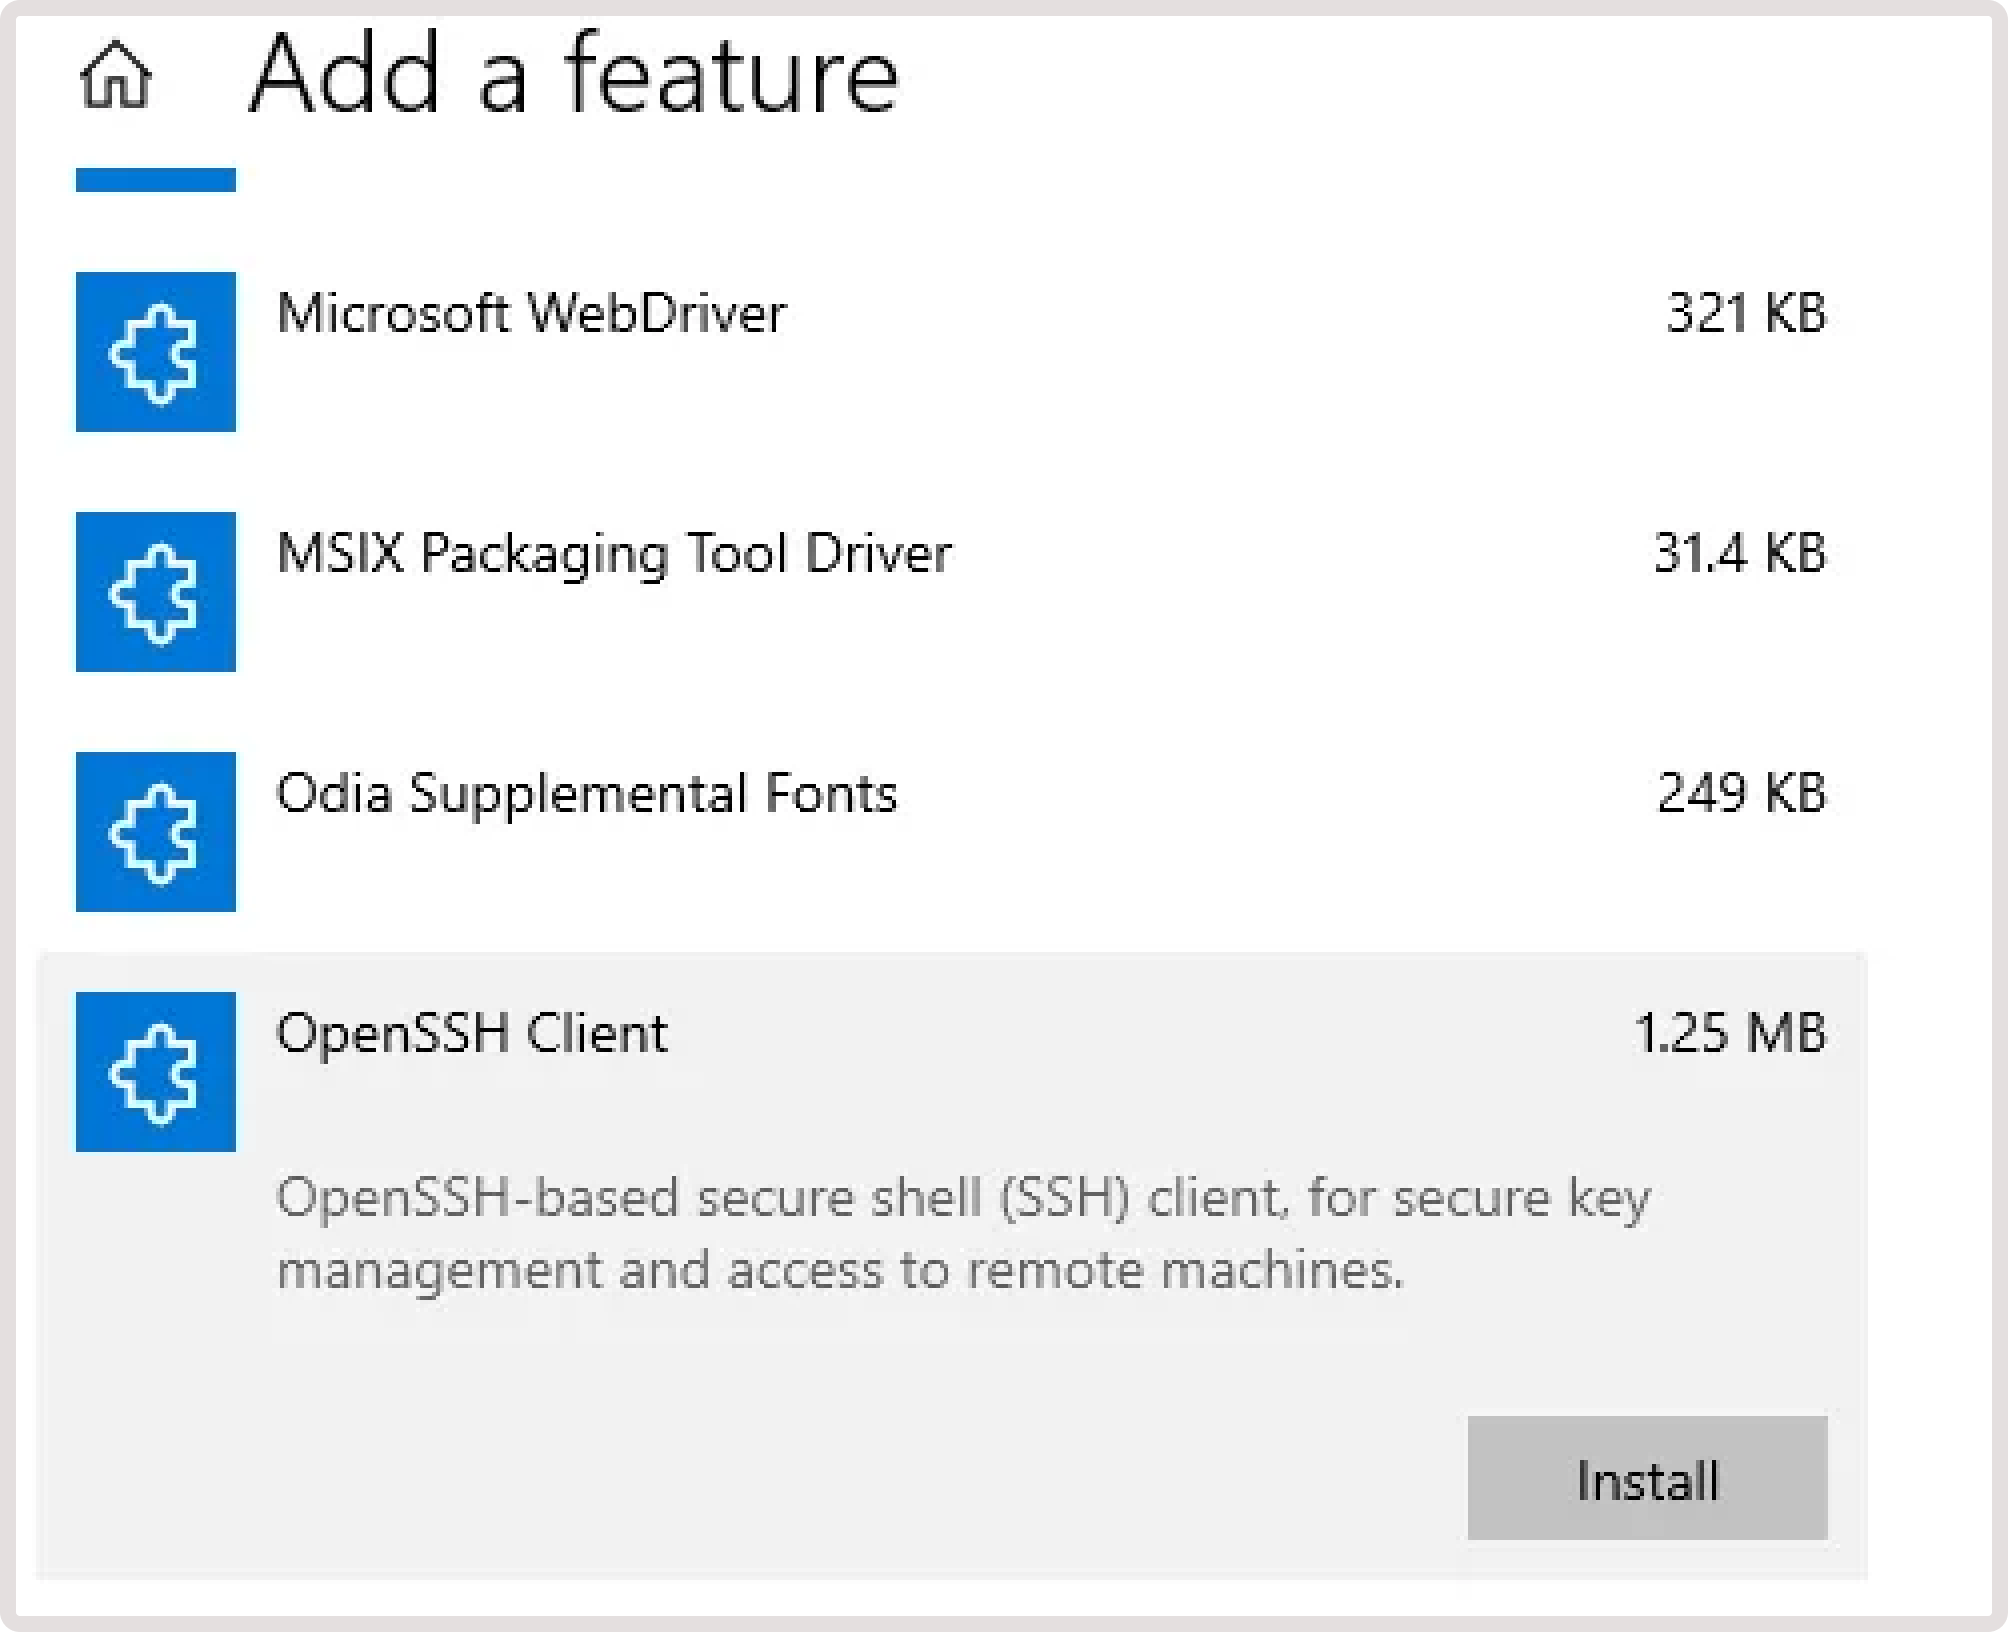 Add a feature
Microsoft WebDriver 321 KB
MSIX Packaging Tool Driver 31.4 KB
Odia Supplemental Fonts 249 KB
OpenSSH Client 1.25 MB
OpenSSH-based secure shell (SSH) client, for secure key
management and access to remote machines.
Install